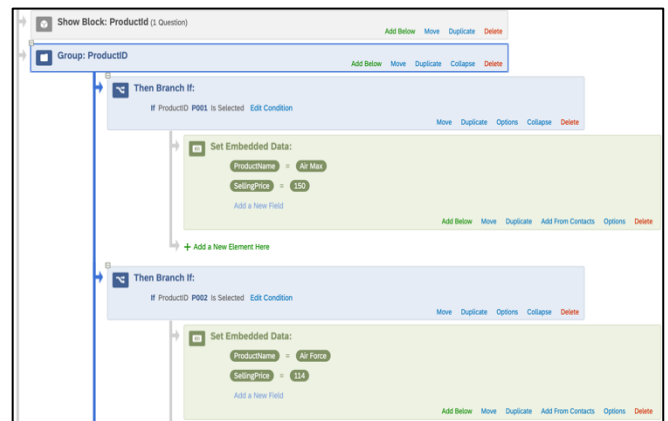 Show Block: ProductId (1 Question)
Add Below Move Duplicate Delete
Group: ProductID
Add Below Move Duplicate Collapse Delete
Then Branch If:
If ProductID P001 Is Selected Edit Condition
Move Duplicate Options Collapse Delete
Set Embedded Data:
ProductName = Air Max
SellingPrice = 150
Add a New Field
Add Below Move Duplicate Add From Contacts Options Delete
+ Add a New Element Here
Then Branch If:
If ProductID P002 Is Selected Edit Condition
Move Duplicate Options Collapse Delete
Set Embedded Data:
ProductName = Air Force
SellingPrice = 114
Add a New Field
Add Below Move Duplicate Add From Contacts Options Delete